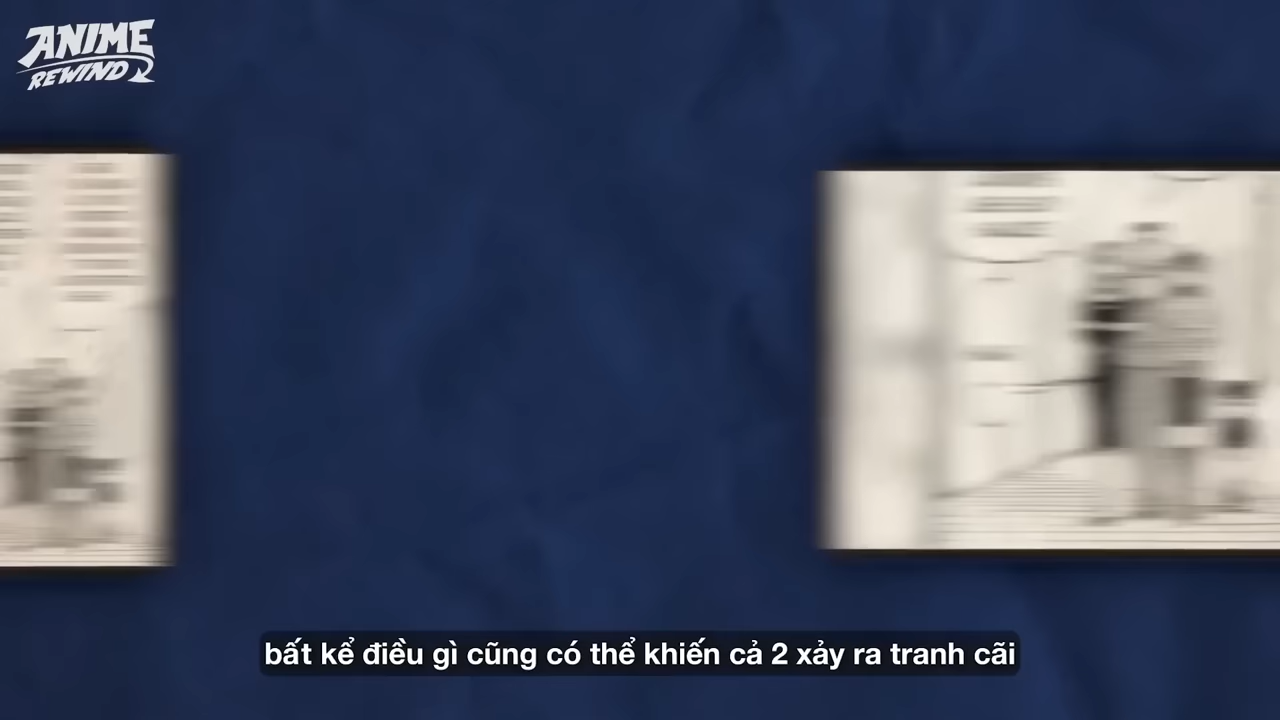 ANIME
REWIND
bất kể điều gì cũng có thể khiến cả 2 xảy ra tranh cãi